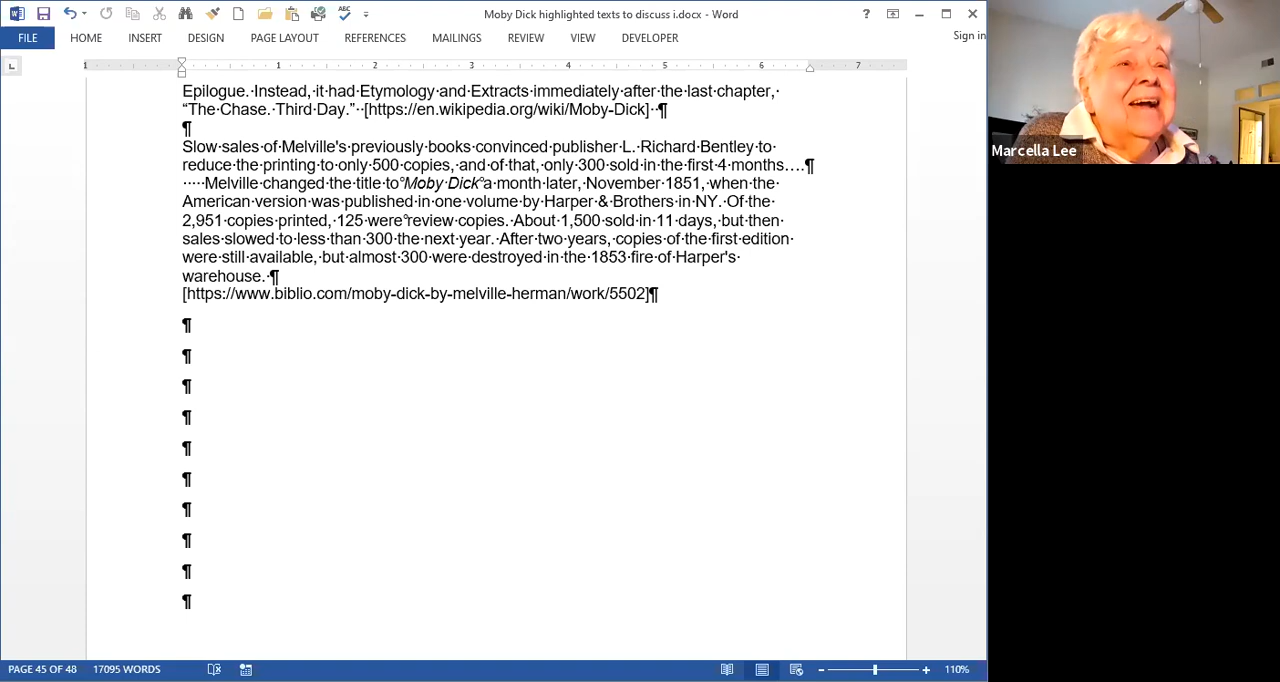 Moby Dick highlighted texts to discuss i.docx - Word
FILE HOME INSERT DESIGN PAGE LAYOUT REFERENCES MAILINGS REVIEW VIEW DEVELOPER Sign in
1 1 2 3 4 5 6 7
Epilogue. Instead, it had Etymology and Extracts immediately after the last chapter,
“The Chase. Third Day.” [https://en.wikipedia.org/wiki/Moby-Dick] ¶
¶
Slow sales of Melville's previously books convinced publisher L. Richard Bentley to
reduce the printing to only 500 copies, and of that, only 300 sold in the first 4 months….¶
Melville changed the title to Moby Dick a month later, November 1851, when the
American version was published in one volume by Harper & Brothers in NY. Of the
2,951 copies printed, 125 were review copies. About 1,500 sold in 11 days, but then
sales slowed to less than 300 the next year. After two years, copies of the first edition
were still available, but almost 300 were destroyed in the 1853 fire of Harper's
warehouse. ¶
[https://www.biblio.com/moby-dick-by-melville-herman/work/5502]¶
¶
¶
¶
¶
¶
¶
¶
¶
¶
¶
PAGE 45 OF 48 17095 WORDS 110%
Marcella Lee